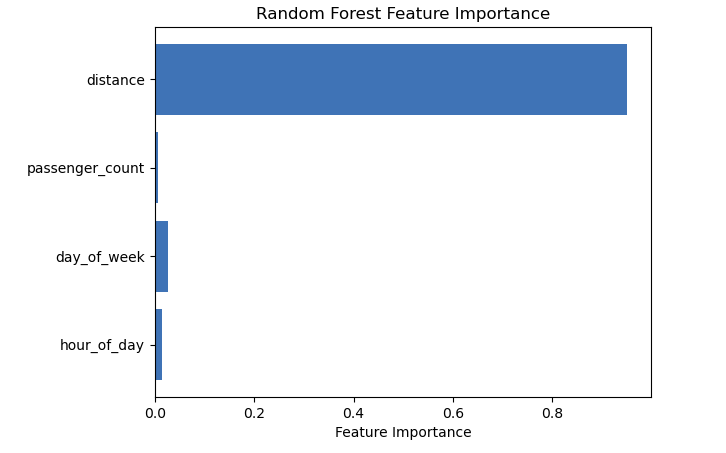 Random Forest Feature Importance
distance
passenger_count
day_of_week
hour_of_day
0.0 0.2 0.4 0.6 0.8
Feature Importance